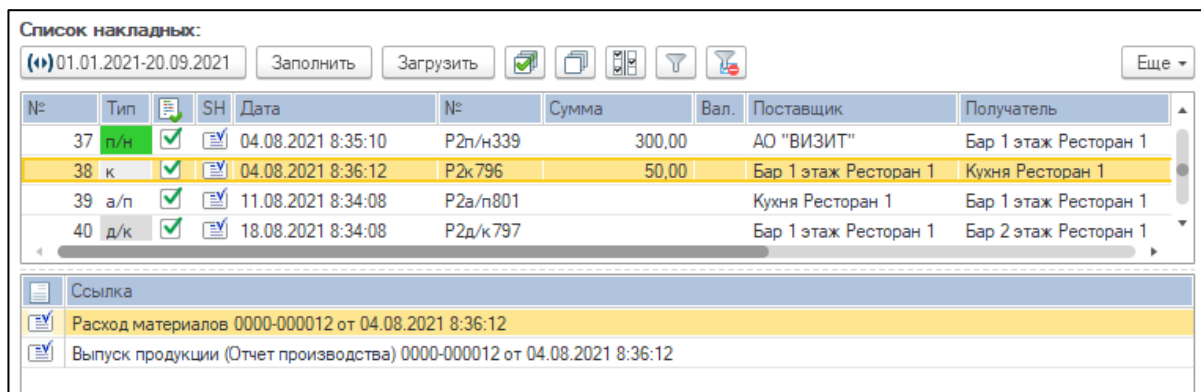 Список накладных:
01.01.2021-20.09.2021 Заполнить Загрузить Еще
№ Тип SH Дата № Сумма Вал. Поставщик Получатель
37 п/н 04.08.2021 8:35:10 Р2п/н339 300,00 АО "ВИЗИТ" Бар 1 этаж Ресторан 1
38 к 04.08.2021 8:36:12 Р2к796 50,00 Бар 1 этаж Ресторан 1 Кухня Ресторан 1
39 а/п 11.08.2021 8:34:08 Р2а/п801 Кухня Ресторан 1 Бар 1 этаж Ресторан 1
40 д/к 18.08.2021 8:34:08 Р2д/к797 Бар 1 этаж Ресторан 1 Бар 2 этаж Ресторан 1
Ссылка
Расход материалов 0000-000012 от 04.08.2021 8:36:12
Выпуск продукции (Отчет производства) 0000-000012 от 04.08.2021 8:36:12